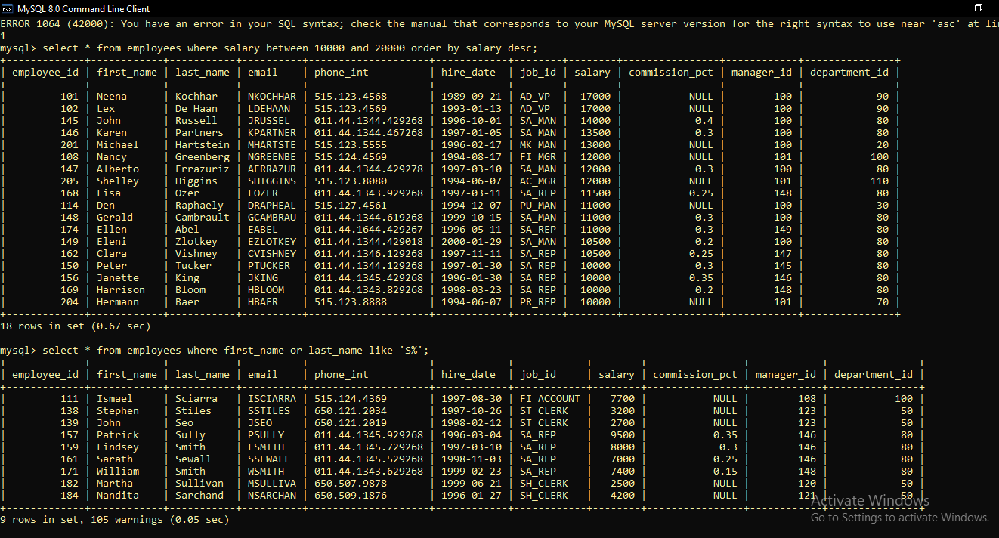 MySQL 8.0 Command Line Client
ERROR 1064 (42000): You have an error in your SQL syntax; check the manual that corresponds to your MySQL server version for the right syntax to use near 'asc' at li
1
mysql> select * from employees where salary between 10000 and 20000 order by salary desc;
| employee_id | first_name | last_name | email | phone_int | hire_date | job_id | salary | commission_pct | manager_id | department_id |
| 101 | Neena | Kochhar | NKOCHHAR | 515.123.4568 | 1989-09-21 | AD_VP | 17000 | NULL | 100 | 90 |
| 102 | Lex | De Haan | LDEHAAN | 515.123.4569 | 1993-01-13 | AD_VP | 17000 | NULL | 100 | 90 |
| 145 | John | Russell | JRUSSEL | 011.44.1344.429268 | 1996-10-01 | SA_MAN | 14000 | 0.4 | 100 | 80 |
| 146 | Karen | Partners | KPARTNER | 011.44.1344.467268 | 1997-01-05 | SA_MAN | 13500 | 0.3 | 100 | 80 |
| 201 | Michael | Hartstein | MHARTSTE | 515.123.5555 | 1996-02-17 | MK_MAN | 13000 | NULL | 100 | 20 |
| 108 | Nancy | Greenberg | NGREENBE | 515.124.4569 | 1994-08-17 | FI_MGR | 12000 | NULL | 101 | 100 |
| 147 | Alberto | Errazuriz | AERRAZUR | 011.44.1344.429278 | 1997-03-10 | SA_MAN | 12000 | 0.3 | 100 | 80 |
| 205 | Shelley | Higgins | SHIGGINS | 515.123.8080 | 1994-06-07 | AC_MGR | 12000 | NULL | 101 | 110 |
| 168 | Lisa | Ozer | LOZER | 011.44.1343.929268 | 1997-03-11 | SA_REP | 11500 | 0.25 | 148 | 80 |
| 114 | Den | Raphaely | DRAPHEAL | 515.127.4561 | 1994-12-07 | PU_MAN | 11000 | NULL | 100 | 30 |
| 148 | Gerald | Cambrault | GCAMBRAU | 011.44.1344.619268 | 1999-10-15 | SA_MAN | 11000 | 0.3 | 100 | 80 |
| 174 | Ellen | Abel | EABEL | 011.44.1644.429267 | 1996-05-11 | SA_REP | 11000 | 0.3 | 149 | 80 |
| 149 | Eleni | Zlotkey | EZLOTKEY | 011.44.1344.429018 | 2000-01-29 | SA_MAN | 10500 | 0.2 | 100 | 80 |
| 162 | Clara | Vishney | CVISHNEY | 011.44.1346.129268 | 1997-11-11 | SA_REP | 10500 | 0.25 | 147 | 80 |
| 150 | Peter | Tucker | PTUCKER | 011.44.1344.129268 | 1997-01-30 | SA_REP | 10000 | 0.3 | 145 | 80 |
| 156 | Janette | King | JKING | 011.44.1345.429268 | 1996-01-30 | SA_REP | 10000 | 0.35 | 146 | 80 |
| 169 | Harrison | Bloom | HBLOOM | 011.44.1343.829268 | 1998-03-23 | SA_REP | 10000 | 0.2 | 148 | 80 |
| 204 | Hermann | Baer | HBAER | 515.123.8888 | 1994-06-07 | PR_REP | 10000 | NULL | 101 | 70 |
18 rows in set (0.67 sec)
mysql> select * from employees where first_name or last_name like 'S%';
| employee_id | first_name | last_name | email | phone_int | hire_date | job_id | salary | commission_pct | manager_id | department_id |
| 111 | Ismael | Sciarra | ISCIARRA | 515.124.4369 | 1997-08-30 | FI_ACCOUNT | 7700 | NULL | 108 | 100 |
| 138 | Stephen | Stiles | SSTILES | 650.121.2034 | 1997-10-26 | ST_CLERK | 3200 | NULL | 123 | 50 |
| 139 | John | Seo | JSEO | 650.121.2019 | 1998-02-12 | ST_CLERK | 2700 | NULL | 123 | 50 |
| 157 | Patrick | Sully | PSULLY | 011.44.1345.929268 | 1996-03-04 | SA_REP | 9500 | 0.35 | 146 | 80 |
| 159 | Lindsey | Smith | LSMITH | 011.44.1345.729268 | 1997-03-10 | SA_REP | 8000 | 0.3 | 146 | 80 |
| 161 | Sarath | Sewall | SSEWALL | 011.44.1345.529268 | 1998-11-03 | SA_REP | 7000 | 0.25 | 146 | 80 |
| 171 | William | Smith | WSMITH | 011.44.1343.629268 | 1999-02-23 | SA_REP | 7400 | 0.15 | 148 | 80 |
| 182 | Martha | Sullivan | MSULLIVA | 650.507.9878 | 1999-06-21 | SH_CLERK | 2500 | NULL | 120 | 50 |
| 184 | Nandita | Sarchand | NSARCHAN | 650.509.1876 | 1996-01-27 | SH_CLERK | 4200 | NULL | 121 | 50 |
9 rows in set, 105 warnings (0.05 sec)
Activate Windows
Go to Settings to activate Windows.